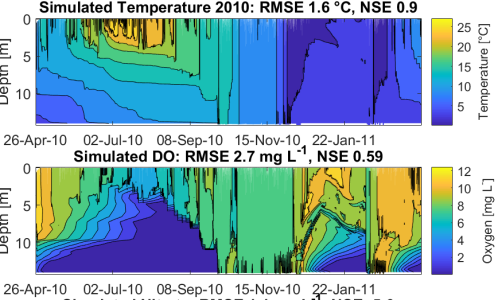 Simulated Temperature 2010: RMSE 1.6 °C, NSE 0.9
0
5
10
Depth [m]
26-Apr-10 02-Jul-10 08-Sep-10 15-Nov-10 22-Jan-11
25
20
15
10
5
Temperature [°C]
Simulated DO: RMSE 2.7 mg L-1, NSE 0.59
0
5
10
Depth [m]
26-Apr-10 02-Jul-10 08-Sep-10 15-Nov-10 22-Jan-11
12
10
8
6
4
2
Oxygen [mg L